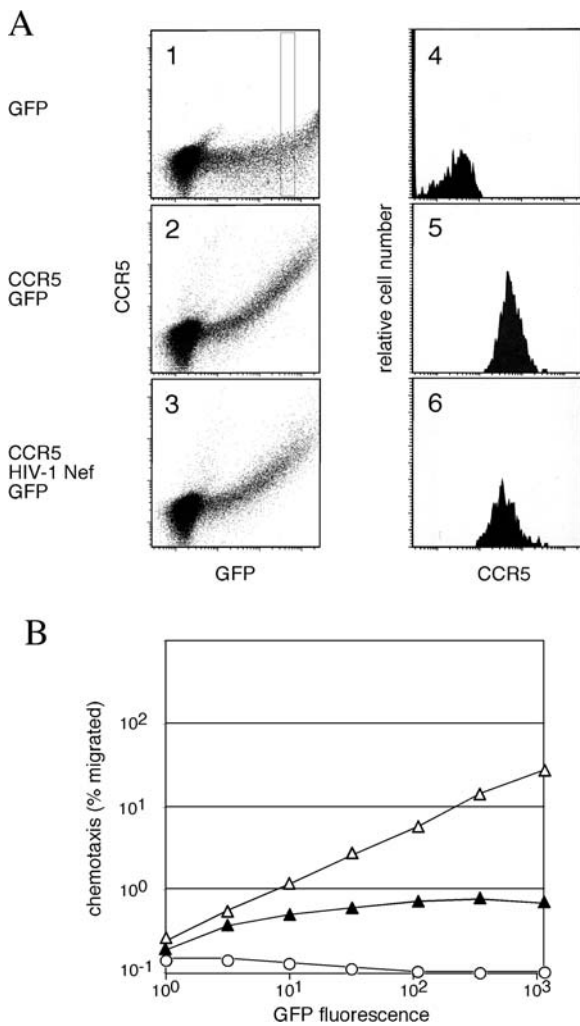 A
GFP
1
4
CCR5
GFP
CCR5
2
relative cell number
5
CCR5
HIV-1 Nef
GFP
3
6
GFP
CCR5
B
chemotaxis (% migrated)
10²
10¹
10⁰
10⁻¹
10⁰ 10¹ 10² 10³
GFP fluorescence